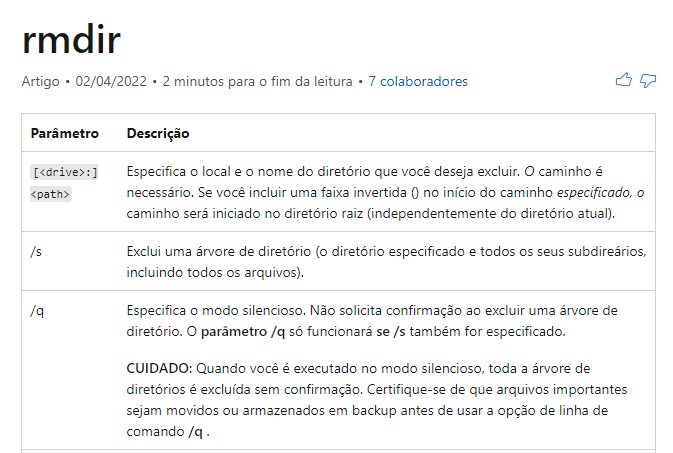 rmdir
Artigo • 02/04/2022 • 2 minutos para o fim da leitura • 7 colaboradores
Parâmetro Descrição
[<drive>:] Especifica o local e o nome do diretório que você deseja excluir. O caminho é
<path> necessário. Se você incluir uma faixa invertida () no início do caminho especificado, o
caminho será iniciado no diretório raiz (independentemente do diretório atual).
/s Exclui uma árvore de diretório (o diretório especificado e todos os seus subdireários,
incluindo todos os arquivos).
/q Especifica o modo silencioso. Não solicita confirmação ao excluir uma árvore de
diretório. O parâmetro /q só funcionará se /s também for especificado.
CUIDADO: Quando você é executado no modo silencioso, toda a árvore de
diretórios é excluída sem confirmação. Certifique-se de que arquivos importantes
sejam movidos ou armazenados em backup antes de usar a opção de linha de
comando /q .